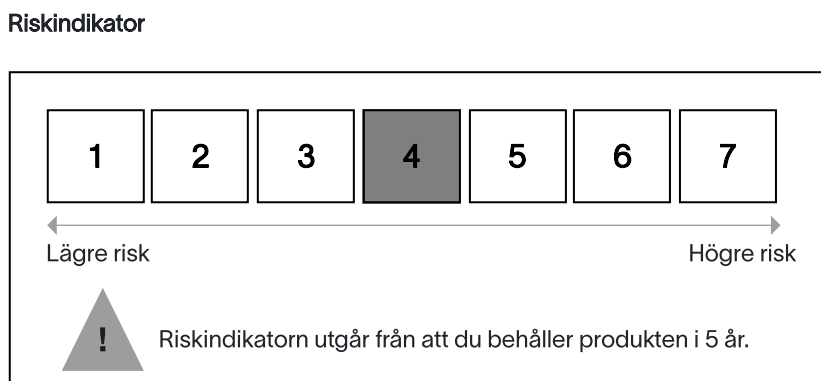 Riskindikator
1 2 3 4 5 6 7
Lägre risk Högre risk
! Riskindikatorn utgår från att du behåller produkten i 5 år.